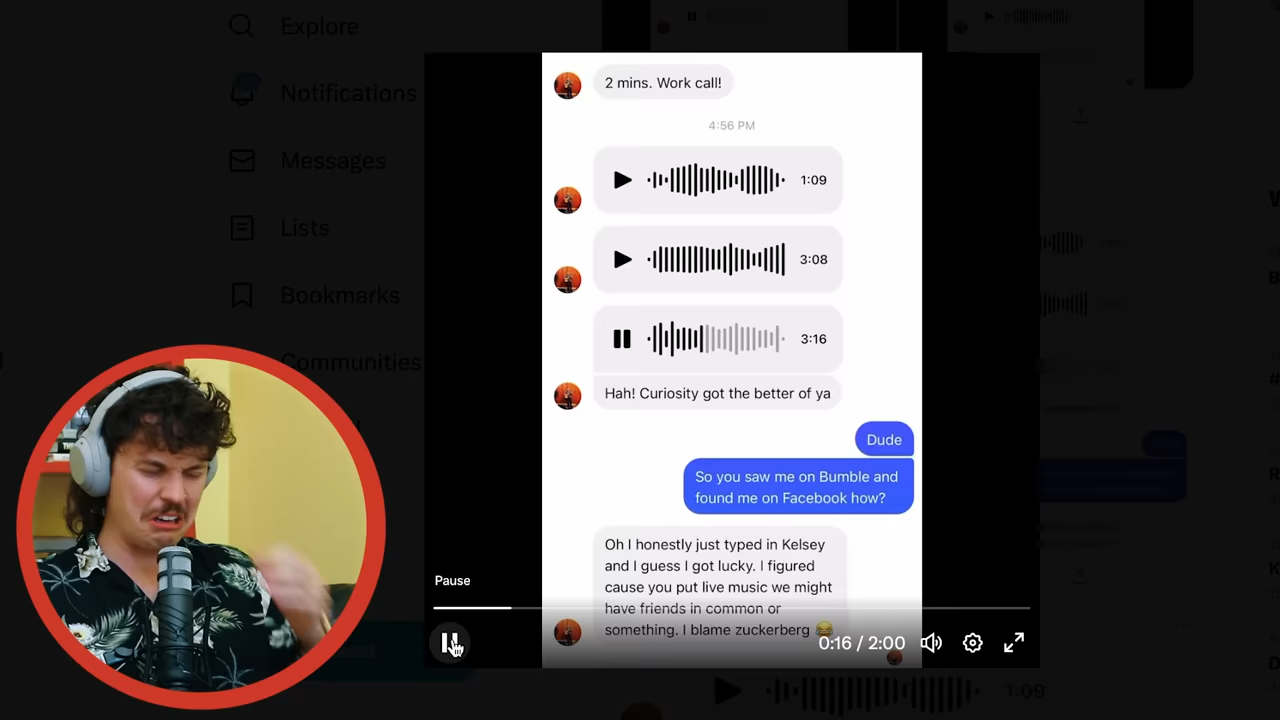 Explore
Notifications
Messages
Lists
Bookmarks
Communities
2 mins. Work call!
4:56 PM
1:09
3:08
3:16
Hah! Curiosity got the better of ya
Dude
So you saw me on Bumble and
found me on Facebook how?
Oh I honestly just typed in Kelsey
and I guess I got lucky. I figured
cause you put live music we might
have friends in common or
something. I blame zuckerberg 😂
Pause
0:16 / 2:00
1:09